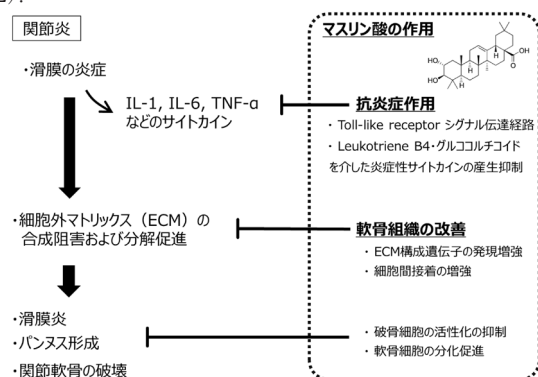 関節炎
・滑膜の炎症
IL-1, IL-6, TNF-α
などのサイトカイン
・細胞外マトリックス（ECM）の
合成阻害および分解促進
・滑膜炎
・パンヌス形成
・関節軟骨の破壊
マスリン酸の作用
HO
HO
H
H
H
OH
O
抗炎症作用
・ Toll-like receptor シグナル伝達経路
・ Leukotriene B4・グルココルチコイド
を介した炎症性サイトカインの産生抑制
軟骨組織の改善
・ ECM構成遺伝子の発現増強
・ 細胞間接着の増強
・ 破骨細胞の活性化の抑制
・ 軟骨細胞の分化促進